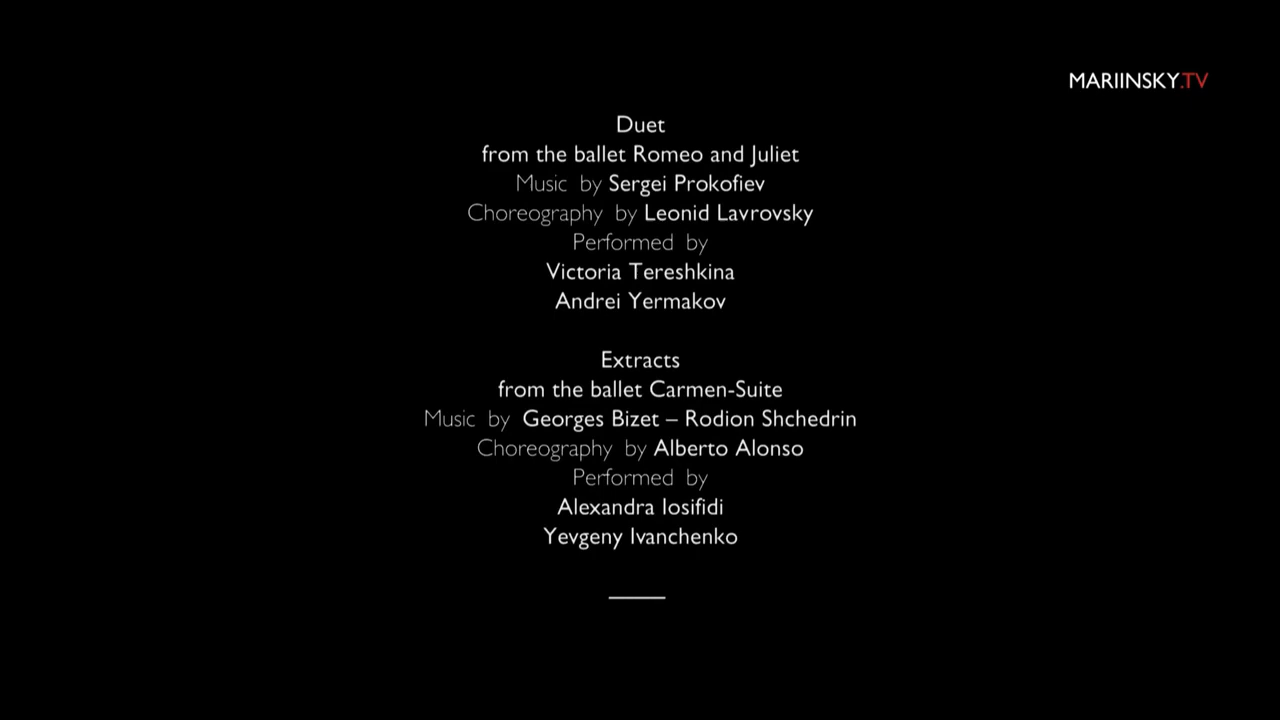 MARIINSKY.TV
Duet
from the ballet Romeo and Juliet
Music by Sergei Prokofiev
Choreography by Leonid Lavrovsky
Performed by
Victoria Tereshkina
Andrei Yermakov
Extracts
from the ballet Carmen-Suite
Music by Georges Bizet – Rodion Shchedrin
Choreography by Alberto Alonso
Performed by
Alexandra Iosifidi
Yevgeny Ivanchenko